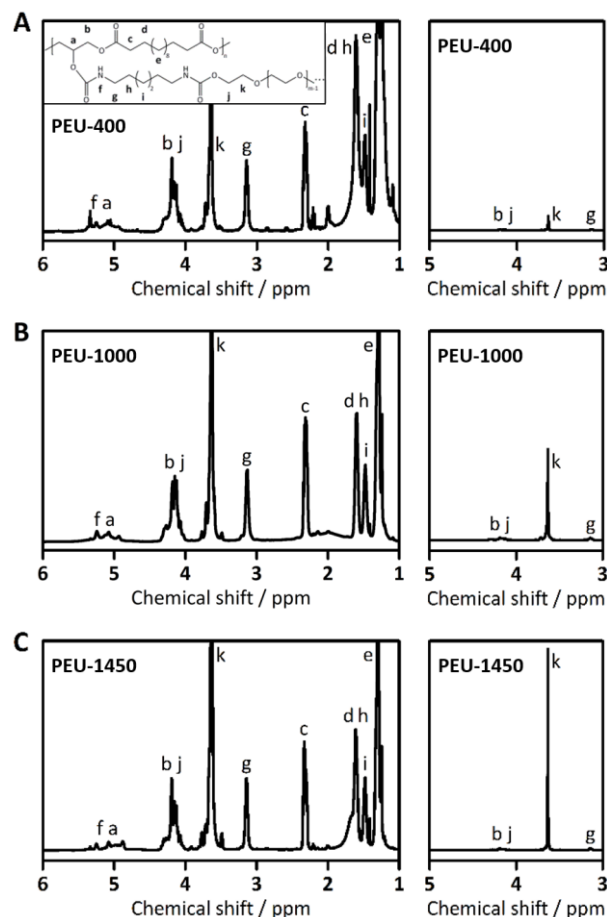 A
b
d
a
c
e
8
n
f
h
g
i
2
j
k
m-1
O
O
O
O
O
O
O
H
N
H
N
O
O
O
O
PEU-400
f a
b j
k
g
c
d h
e
i
6
5
4
3
2
1
Chemical shift / ppm
PEU-400
b j
k
g
5
4
3
Chemical shift / ppm
B
PEU-1000
f a
b j
k
g
c
d h
i
e
6
5
4
3
2
1
Chemical shift / ppm
PEU-1000
b j
k
g
5
4
3
Chemical shift / ppm
C
PEU-1450
f a
b j
k
g
c
d h
i
e
6
5
4
3
2
1
Chemical shift / ppm
PEU-1450
b j
k
g
5
4
3
Chemical shift / ppm